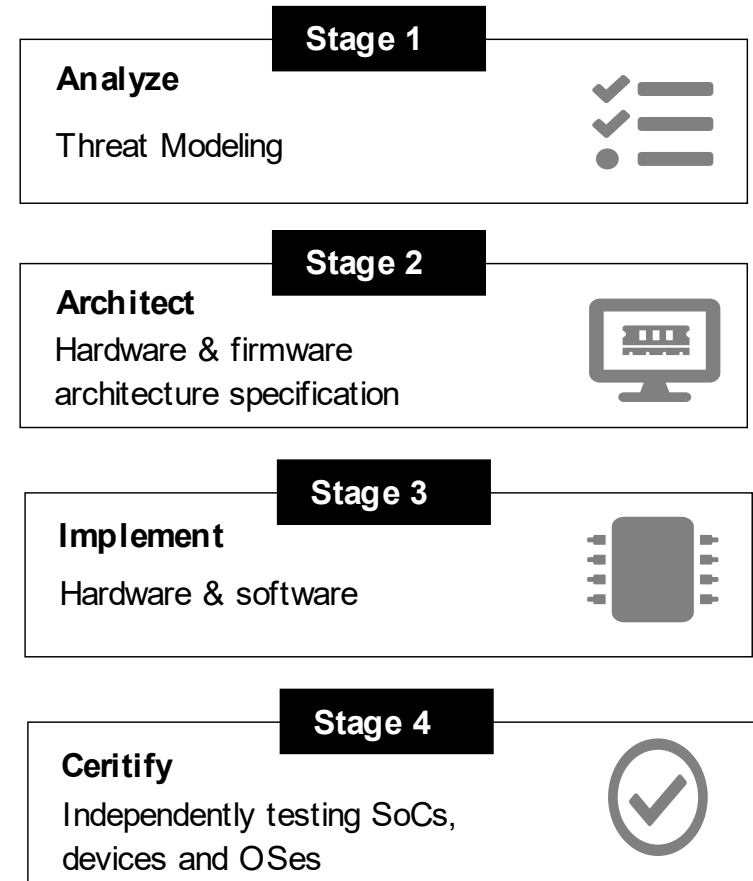 Stage 1
Analyze
Threat Modeling
Stage 2
Architect
Hardware & firmware
architecture specification
Stage 3
Implement
Hardware & software
Stage 4
Ceritify
Independently testing SoCs,
devices and OSes